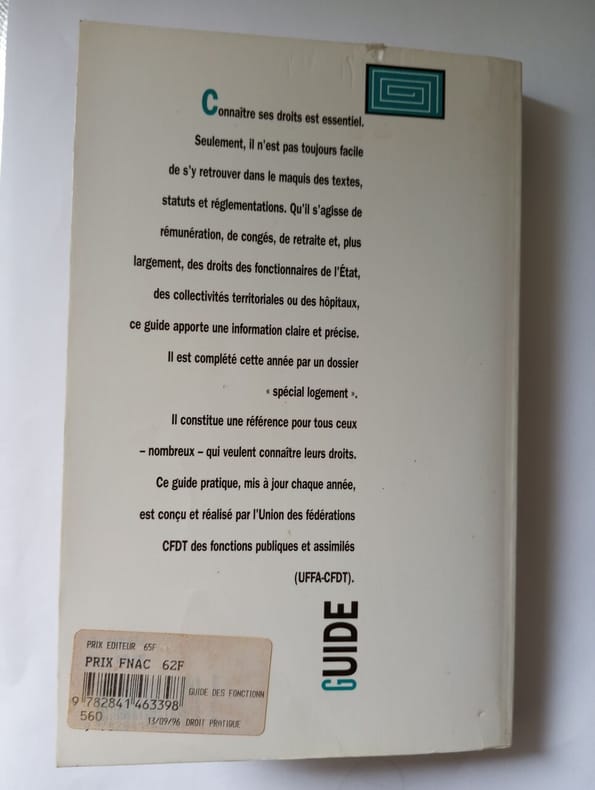 Connaître ses droits est essentiel.
Seulement, il n'est pas toujours facile
de s'y retrouver dans le maquis des textes,
statuts et réglementations. Qu'il s'agisse de
rémunération, de congés, de retraite et, plus
largement, des droits des fonctionnaires de l'État,
des collectivités territoriales ou des hôpitaux,
ce guide apporte une information claire et précise.
Il est complété cette année par un dossier
« spécial logement ».
Il constitue une référence pour tous ceux
– nombreux – qui veulent connaître leurs droits.
Ce guide pratique, mis à jour chaque année,
est conçu et réalisé par l'Union des fédérations
CFDT des fonctions publiques et assimilés
(UFFA-CFDT).
GUIDE
PRIX EDITEUR 65F
PRIX FNAC 62F
GUIDE DES FONCTIONN
9 782841 463398
560
13/09/96 DROIT PRATIQUE